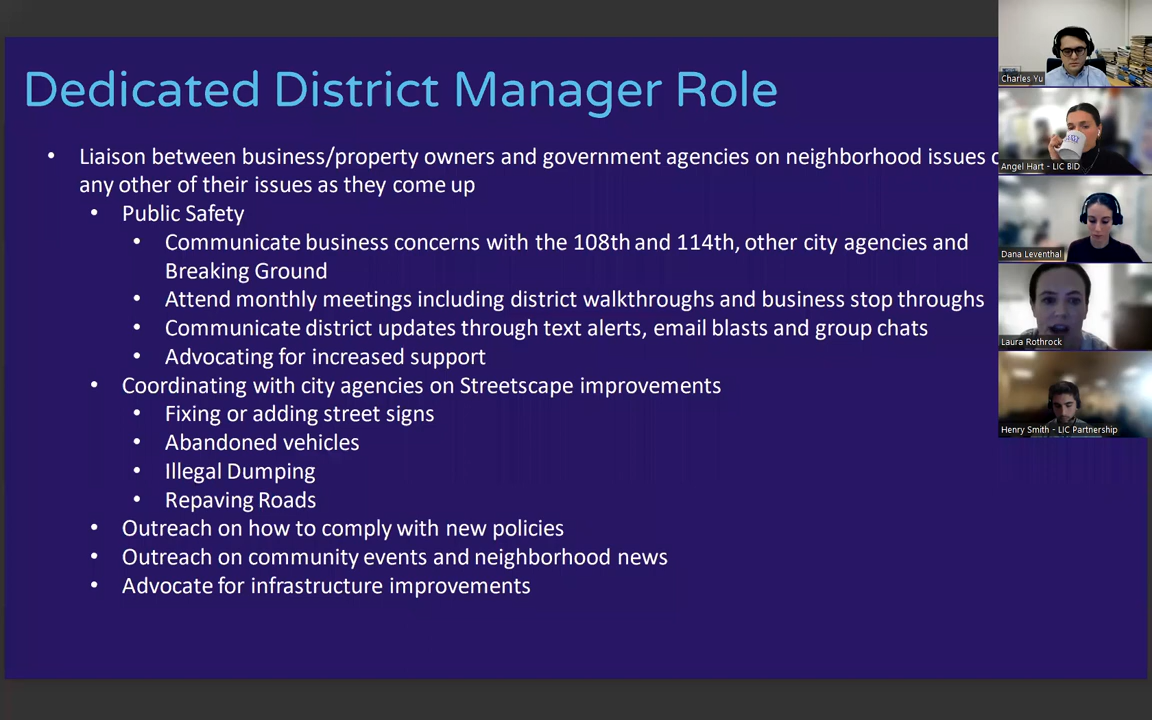 Dedicated District Manager Role
• Liaison between business/property owners and government agencies on neighborhood issues
any other of their issues as they come up
• Public Safety
• Communicate business concerns with the 108th and 114th, other city agencies and
Breaking Ground
• Attend monthly meetings including district walkthroughs and business stop throughs
• Communicate district updates through text alerts, email blasts and group chats
• Advocating for increased support
• Coordinating with city agencies on Streetscape improvements
• Fixing or adding street signs
• Abandoned vehicles
• Illegal Dumping
• Repaving Roads
• Outreach on how to comply with new policies
• Outreach on community events and neighborhood news
• Advocate for infrastructure improvements
Charles Yu
Angel Hart - LIC BID
Dana Leventhal
Laura Rothrock
Henry Smith - LIC Partnership